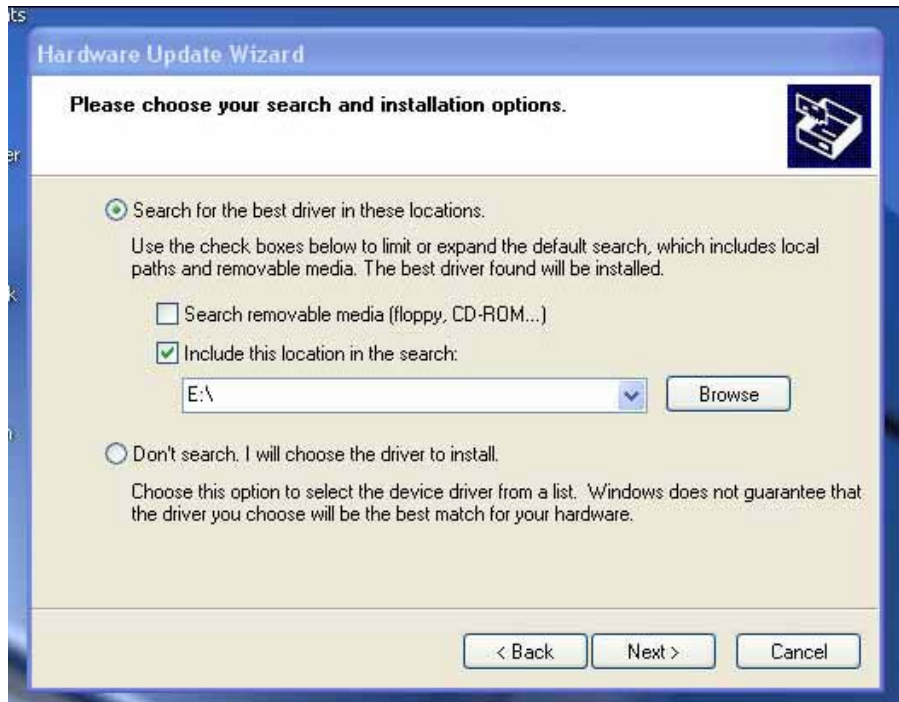 ts
Hardware Update Wizard
Please choose your search and installation options.
er
Search for the best driver in these locations.
Use the check boxes below to limit or expand the default search, which includes local
paths and removable media. The best driver found will be installed.
k
Search removable media (floppy, CD-ROM...)
Include this location in the search:
E:\
Browse
Don't search. I will choose the driver to install.
Choose this option to select the device driver from a list. Windows does not guarantee that
the driver you choose will be the best match for your hardware.
< Back Next > Cancel